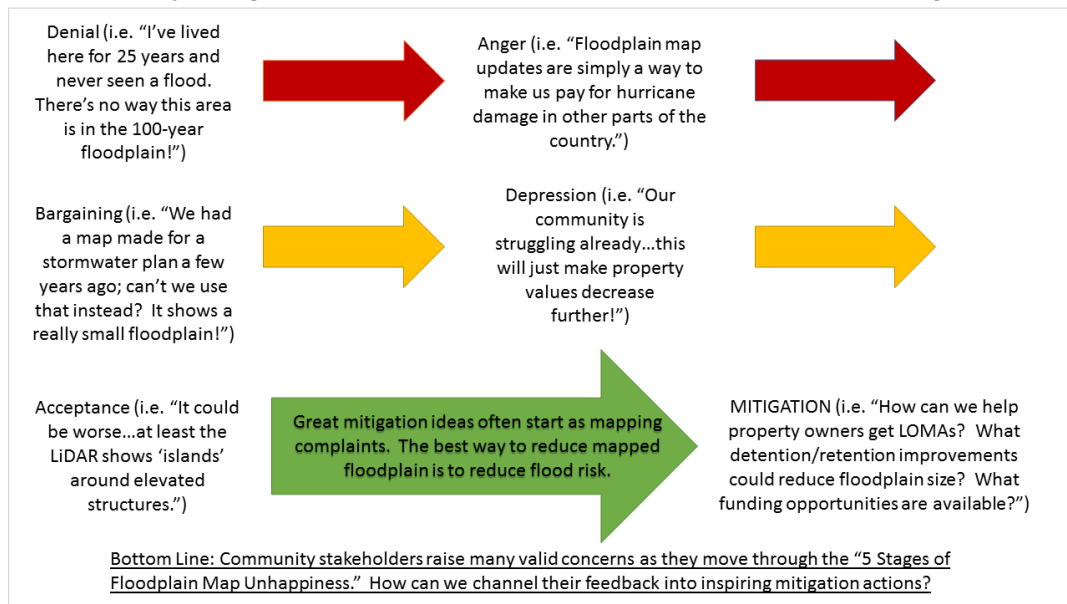 Denial (i.e. “I’ve lived
here for 25 years and
never seen a flood.
There’s no way this area
is in the 100-year
floodplain!”)
Anger (i.e. “Floodplain map
updates are simply a way to
make us pay for hurricane
damage in other parts of the
country.”)
Bargaining (i.e. “We had
a map made for a
stormwater plan a few
years ago; can’t we use
that instead?  It shows a
really small floodplain!”)
Depression (i.e. “Our
community is
struggling already...this
will just make property
values decrease
further!”)
Acceptance (i.e. “It could
be worse...at least the
LiDAR shows ‘islands’
around elevated
structures.”)
Great mitigation ideas often start as mapping
complaints.  The best way to reduce mapped
floodplain is to reduce flood risk.
MITIGATION (i.e. “How can we help
property owners get LOMAs?  What
detention/retention improvements
could reduce floodplain size?  What
funding opportunities are available?”)
Bottom Line: Community stakeholders raise many valid concerns as they move through the “5 Stages of
Floodplain Map Unhappiness.”  How can we channel their feedback into inspiring mitigation actions?